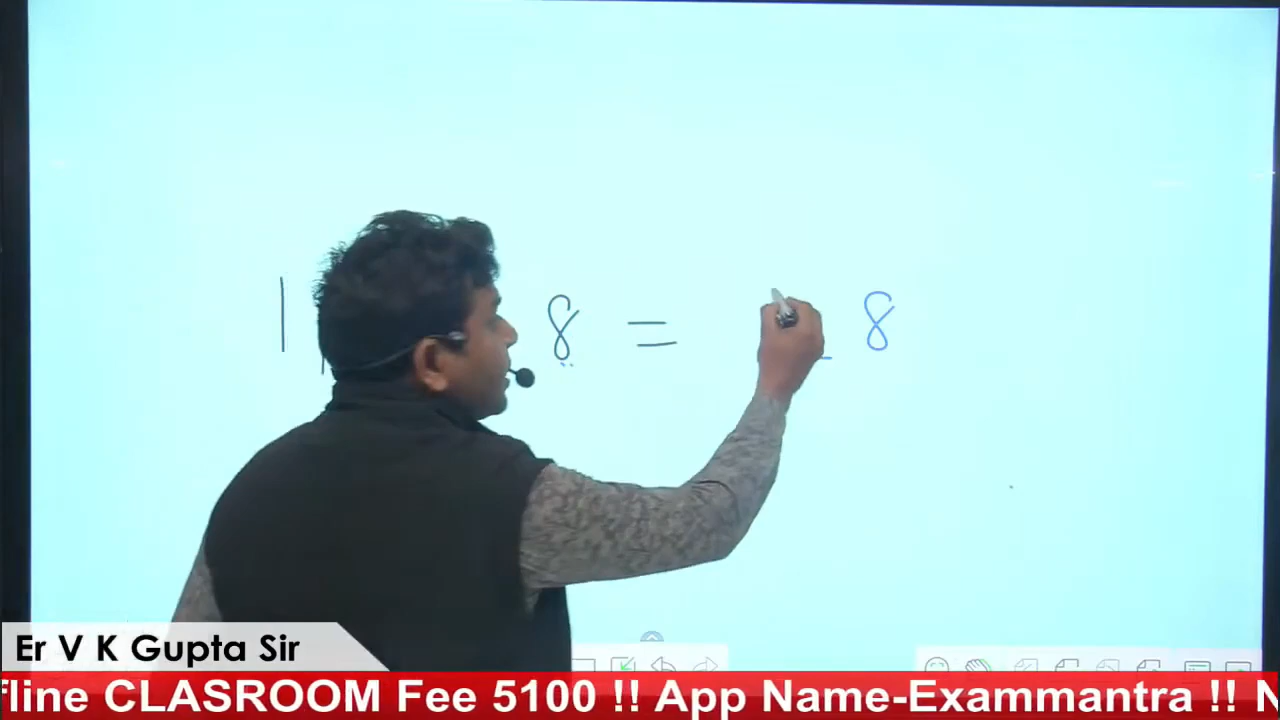 1 8 = 8
Er V K Gupta Sir
fline CLASROOM Fee 5100 !! App Name-Exammantra !! N